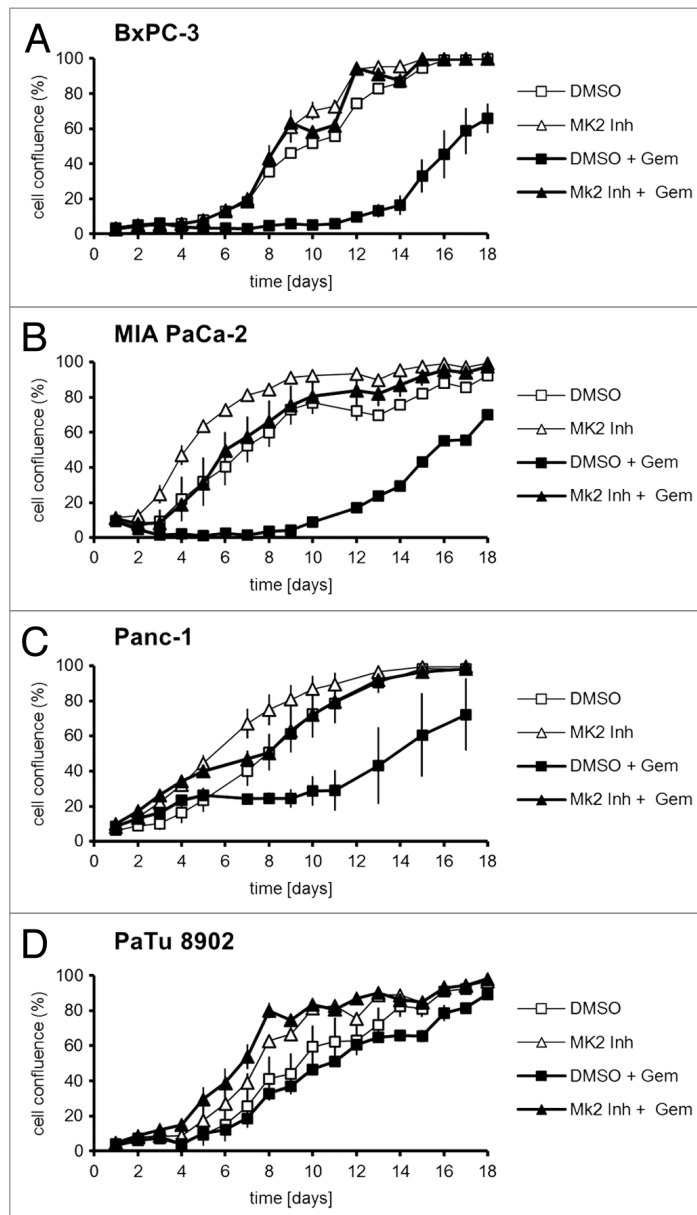 A
BxPC-3
100
80
60
40
20
0
cell confluence (%)
0 2 4 6 8 10 12 14 16 18
time [days]
DMSO
MK2 Inh
DMSO + Gem
Mk2 Inh + Gem
B
MIA PaCa-2
100
80
60
40
20
0
cell confluence (%)
0 2 4 6 8 10 12 14 16 18
time [days]
DMSO
MK2 Inh
DMSO + Gem
Mk2 Inh + Gem
C
Panc-1
100
80
60
40
20
0
cell confluence (%)
0 2 4 6 8 10 12 14 16 18
time [days]
DMSO
MK2 Inh
DMSO + Gem
Mk2 Inh + Gem
D
PaTu 8902
100
80
60
40
20
0
cell confluence (%)
0 2 4 6 8 10 12 14 16 18
time [days]
DMSO
MK2 Inh
DMSO + Gem
Mk2 Inh + Gem